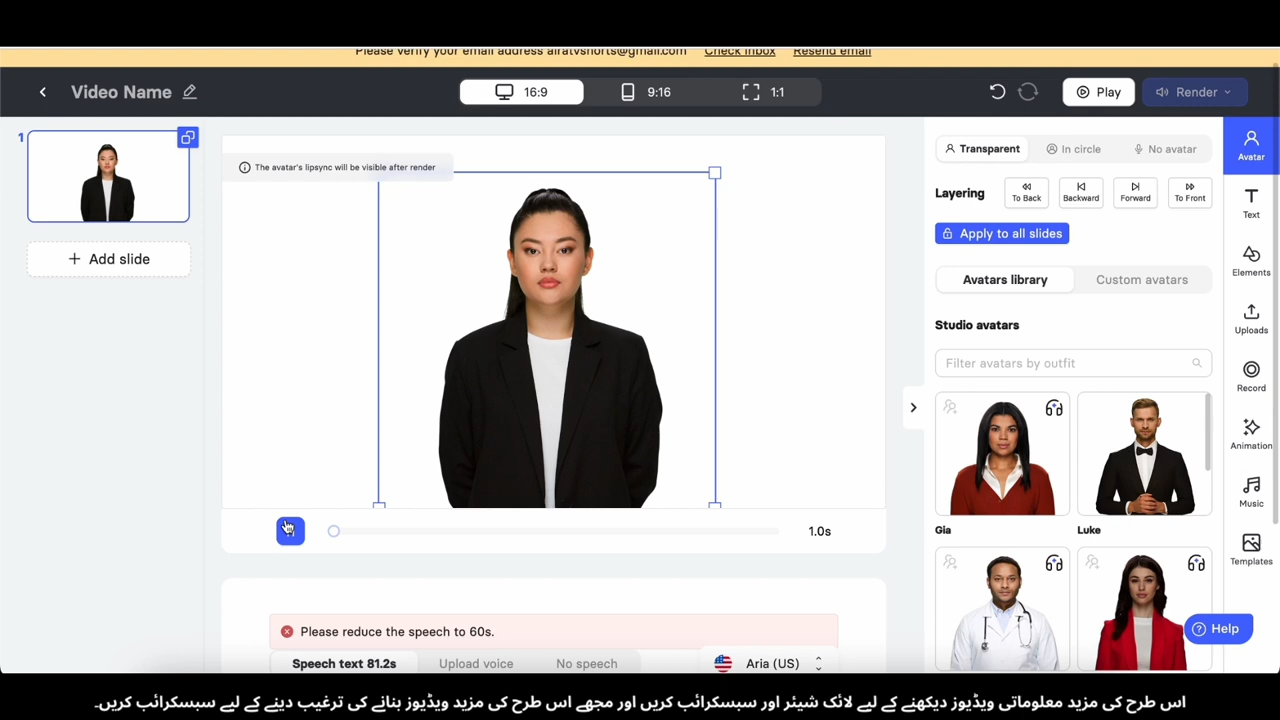 Please verify your email address airatvshorts@gmail.com Check inbox Resend email
Video Name
16:9
9:16
1:1
Play
Render
1
Add slide
The avatar's lipsync will be visible after render
1.0s
Please reduce the speech to 60s.
Speech text 81.2s
Upload voice
No speech
Aria (US)
Transparent
In circle
No avatar
Layering
To Back
Backward
Forward
To Front
Apply to all slides
Avatars library
Custom avatars
Studio avatars
Filter avatars by outfit
Gia
Luke
Help
Avatar
Text
Elements
Uploads
Record
Animation
Music
Templates
اس طرح کی مزید معلوماتی ویڈیوز دیکھنے کے لیے لائک شیئر اور سبسکرائب کریں اور مجھے اس طرح کی مزید ویڈیوز بنانے کی ترغیب دینے کے لیے سبسکرائب کریں۔